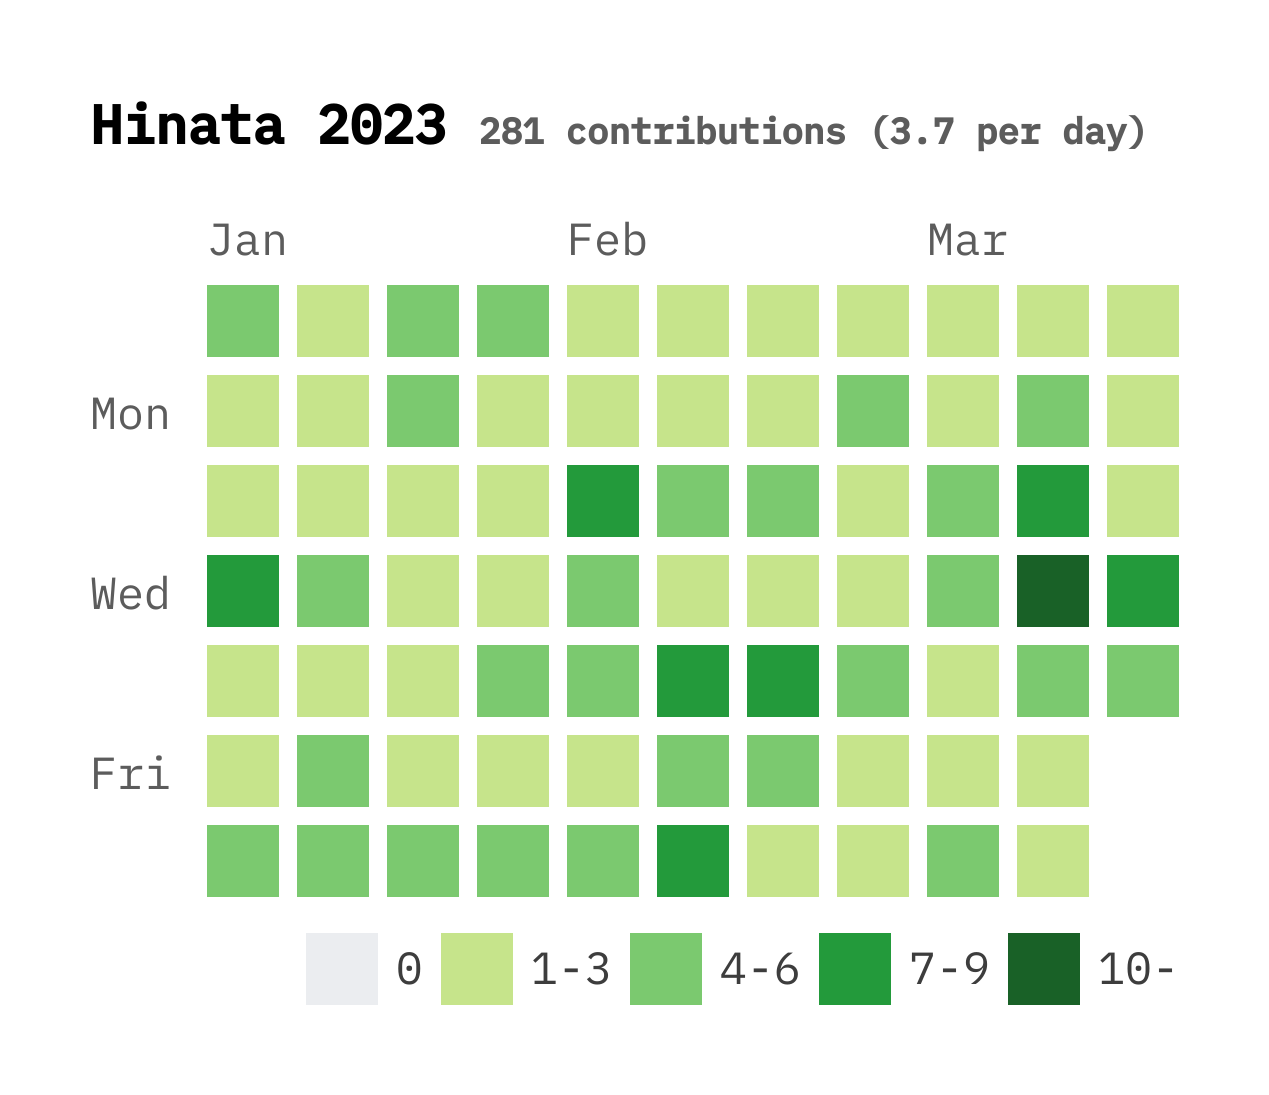 Hinata 2023 281 contributions (3.7 per day)
Jan Feb Mar
Mon
Wed
Fri
0 1-3 4-6 7-9 10-